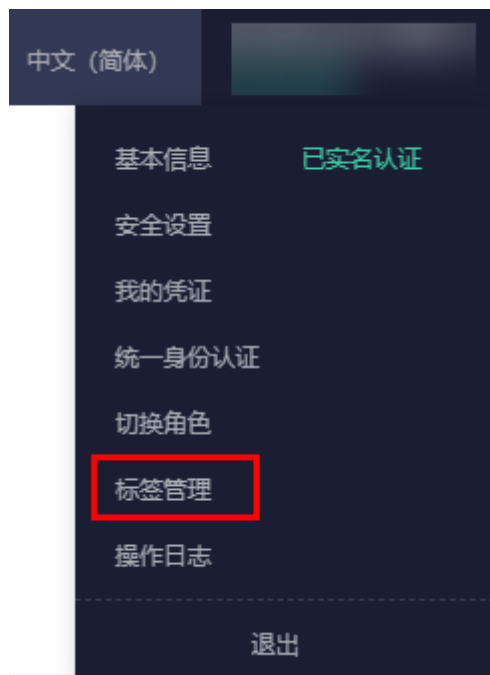 中文（简体）
基本信息 已实名认证
安全设置
我的凭证
统一身份认证
切换角色
标签管理
操作日志
退出